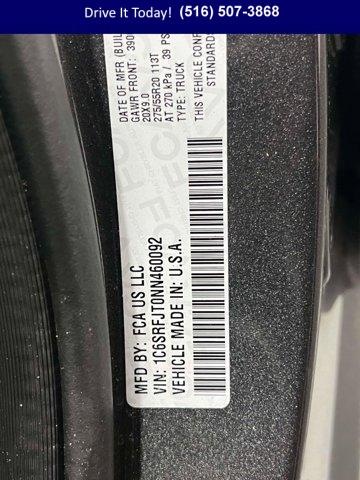 Drive It Today! (516) 507-3868
MFD BY: FCA US LLC
VIN: 1C6SRFJT0NN460092
VEHICLE MADE IN: U.S.A.
DATE OF MFR (BUIL
GAWR FRONT: 390
20X9.0
275/55R20 113T
AT 270 kPa / 39 PS
TYPE: TRUCK
THIS VEHICLE CONF
STANDARD